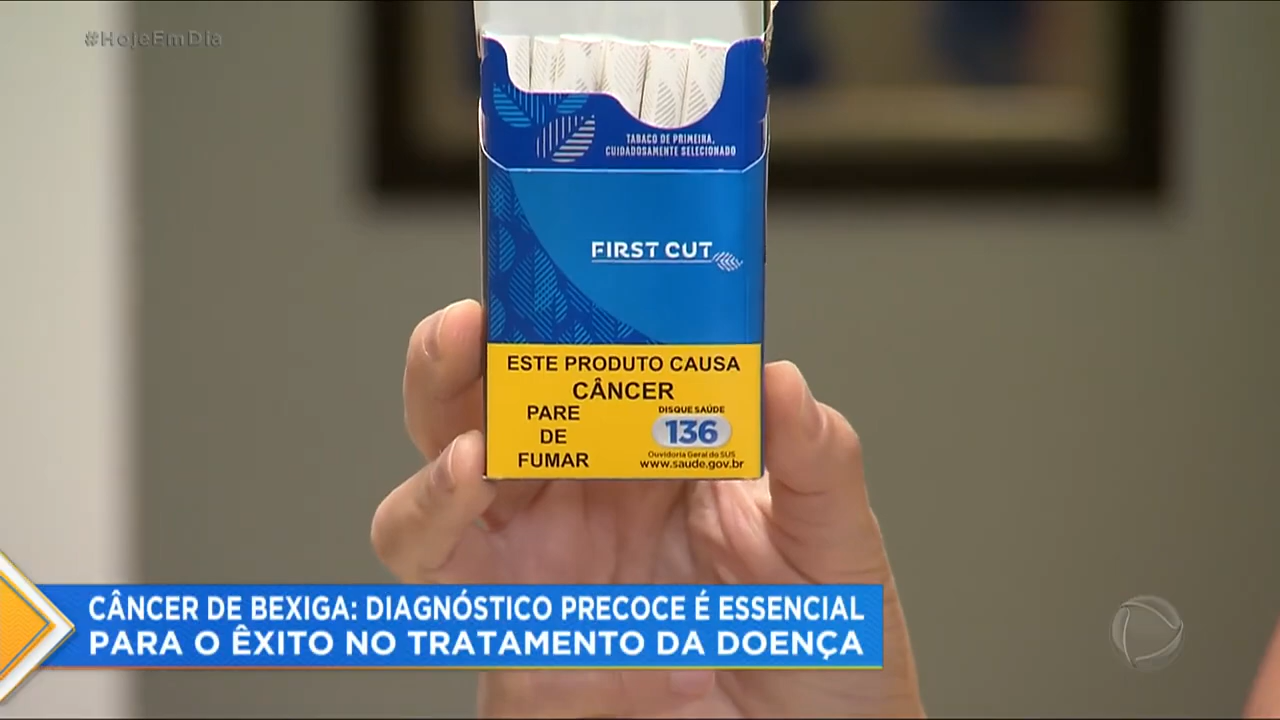 #HojeEmDia
TABACO DE PRIMEIRA,
CUIDADOSAMENTE SELECIONADO
FIRST CUT
ESTE PRODUTO CAUSA
CÂNCER
PARE
DE
FUMAR
DISQUE SAÚDE
136
Ouvidoria Geral do SUS
www.saude.gov.br
CÂNCER DE BEXIGA: DIAGNÓSTICO PRECOCE É ESSENCIAL
PARA O ÊXITO NO TRATAMENTO DA DOENÇA